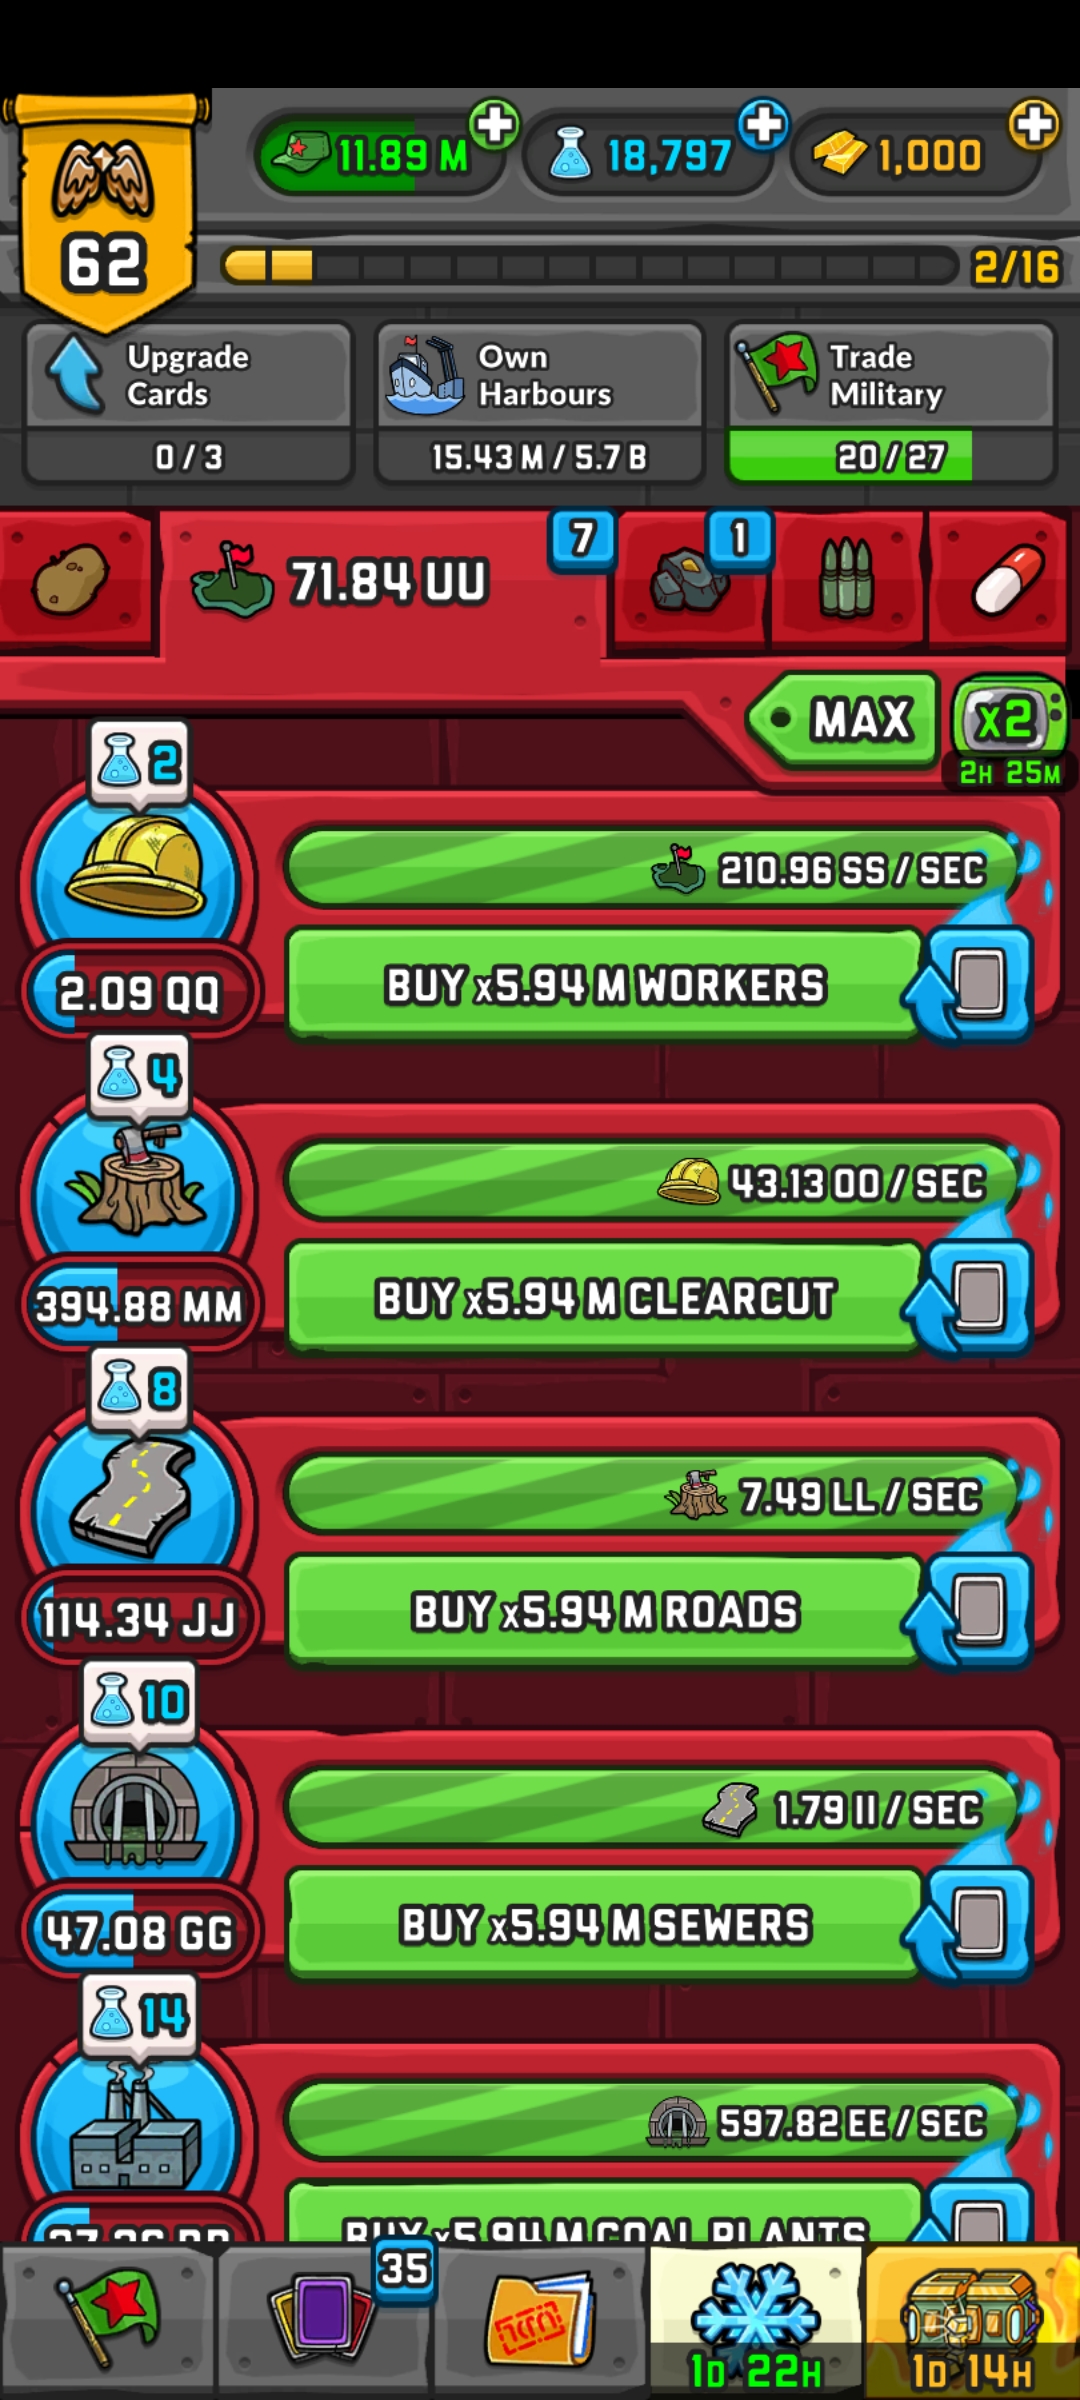 11.89 M
18,797
1,000
62
2/16
Upgrade
Cards
0 / 3
Own
Harbours
15.43 M / 5.7 B
Trade
Military
20 / 27
71.84 UU
7
1
MAX
x2
2H 25M
2
210.96 SS / SEC
BUY x5.94 M WORKERS
2.09 QQ
4
43.13 OO / SEC
BUY x5.94 M CLEARCUT
394.88 MM
8
7.49 LL / SEC
BUY x5.94 M ROADS
114.34 JJ
10
1.79 II / SEC
BUY x5.94 M SEWERS
47.08 GG
14
597.82 EE / SEC
BUY x5.94 M COAL PLANTS
35
1D 22H
1D 14H